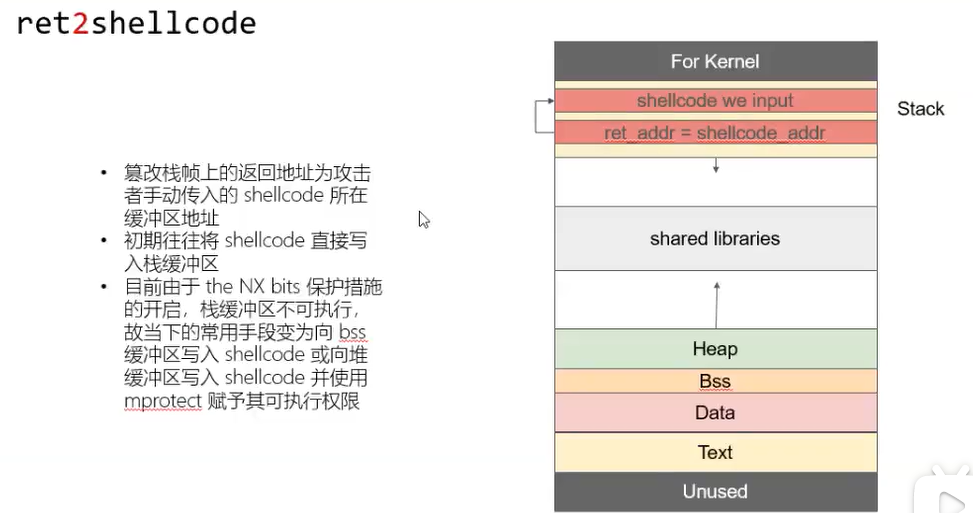 ret2shellcode
• 篡改栈帧上的返回地址为攻击
者手动传入的 shellcode 所在
缓冲区地址
• 初期往往将 shellcode 直接写
入栈缓冲区
• 目前由于 the NX bits 保护措施
的开启，栈缓冲区不可执行，
故当下的常用手段变为向 bss
缓冲区写入 shellcode 或向堆
缓冲区写入 shellcode 并使用
mprotect 赋予其可执行权限
For Kernel
shellcode we input
ret_addr = shellcode_addr
Stack
shared libraries
Heap
Bss
Data
Text
Unused